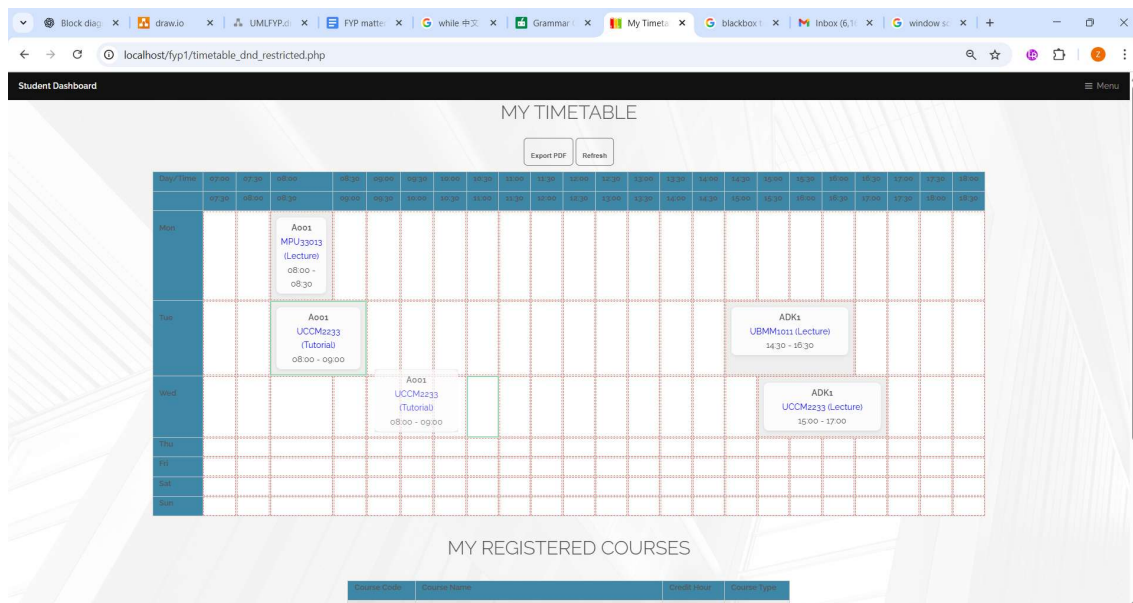 Block diag
draw.io
UMLFYP.d
FYP matte
while 中文
Grammar
My Timeta
blackbox t
M Inbox (6,1
window sc
localhost/fyp1/timetable_dnd_restricted.php
Student Dashboard
Menu
MY TIMETABLE
Export PDF Refresh
Day/Time 07:00 07:30 08:00 08:30 09:00 09:30 10:00 10:30 11:00 11:30 12:00 12:30 13:00 13:30 14:00 14:30 15:00 15:30 16:00 16:30 17:00 17:30 18:00
07:30 08:00 08:30 09:00 09:30 10:00 10:30 11:00 11:30 12:00 12:30 13:00 13:30 14:00 14:30 15:00 15:30 16:00 16:30 17:00 17:30 18:00 18:30
Mon
A001
MPU33013
(Lecture)
08:00 -
08:30
Tue
A001
UCCM2233
(Tutorial)
08:00 - 09:00
ADK1
UBMM1011 (Lecture)
14:30 - 16:30
Wed
A001
UCCM2233
(Tutorial)
08:00 - 09:00
ADK1
UCCM2233 (Lecture)
15:00 - 17:00
Thu
Fri
Sat
Sun
MY REGISTERED COURSES
Course Code Course Name Credit Hour Course Type